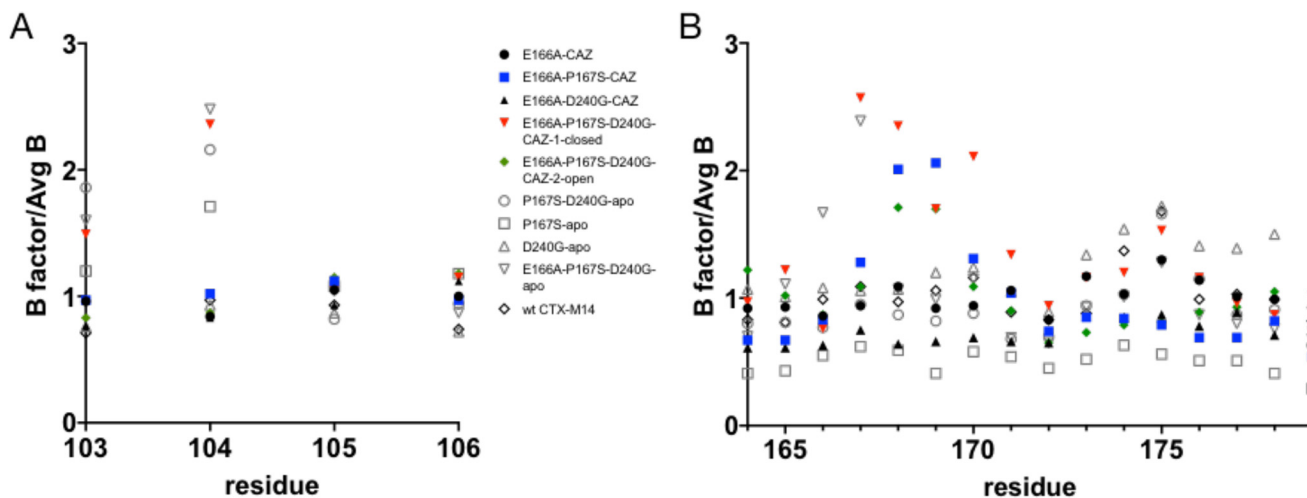 A
B factor/Avg B
3
2
1
0
103 104 105 106
residue
E166A-CAZ
E166A-P167S-CAZ
E166A-D240G-CAZ
E166A-P167S-D240G-
CAZ-1-closed
E166A-P167S-D240G-
CAZ-2-open
P167S-D240G-apo
P167S-apo
D240G-apo
E166A-P167S-D240G-
apo
wt CTX-M14
B
B factor/Avg B
3
2
1
0
165 170 175
residue